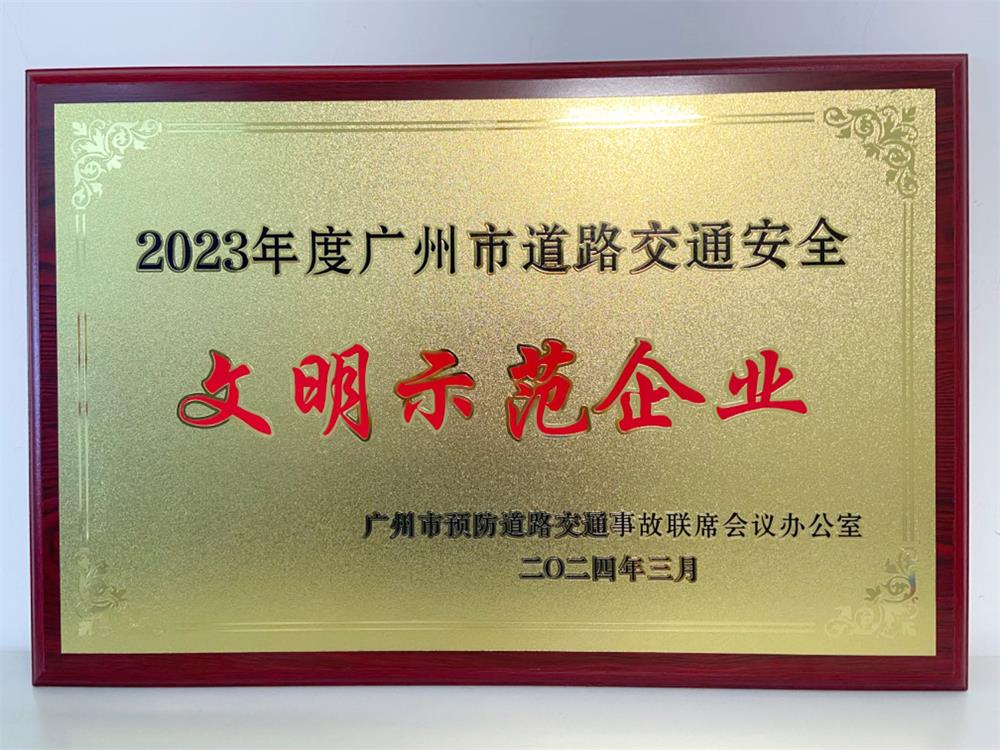 2023年度广州市道路交通安全
文明示范企业
广州市预防道路交通事故联席会议办公室
二〇二四年三月